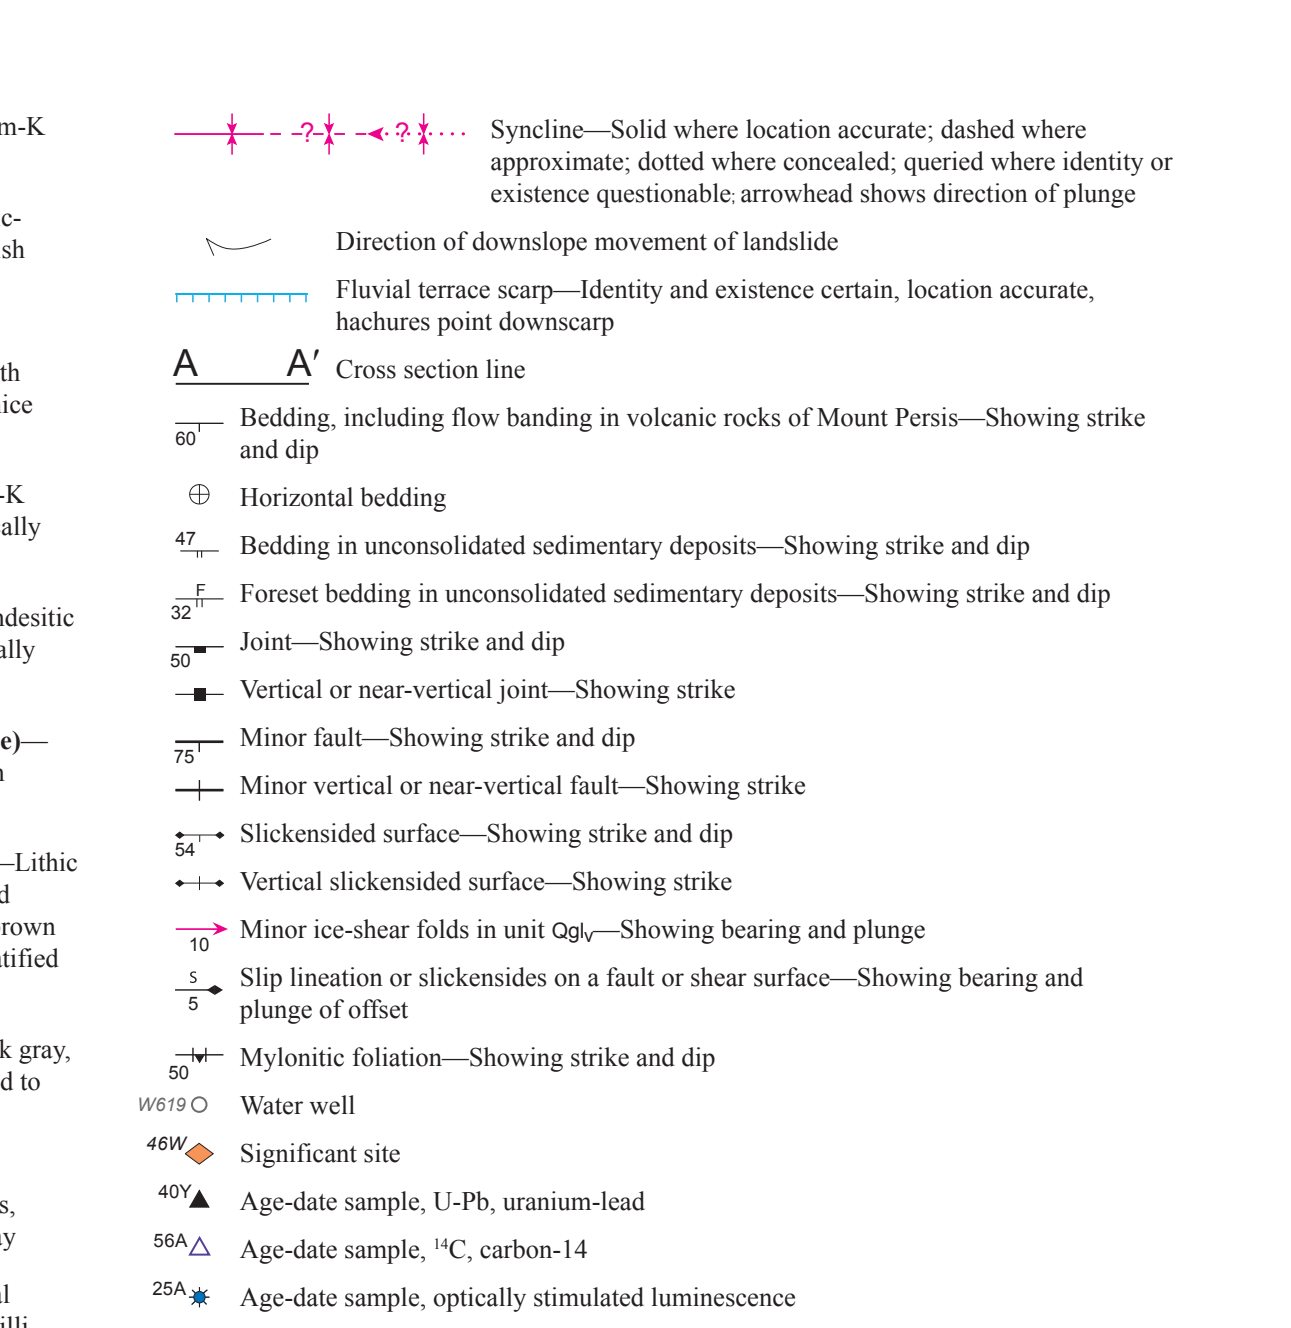 m-K
? ?
Syncline—Solid where location accurate; dashed where
approximate; dotted where concealed; queried where identity or
existence questionable; arrowhead shows direction of plunge
c-
sh
Direction of downslope movement of landslide
Fluvial terrace scarp—Identity and existence certain, location accurate,
hachures point downscarp
th
A A′ Cross section line
ice
60 Bedding, including flow banding in volcanic rocks of Mount Persis—Showing strike
and dip
-K
Horizontal bedding
ally
47 Bedding in unconsolidated sedimentary deposits—Showing strike and dip
F
32 Foreset bedding in unconsolidated sedimentary deposits—Showing strike and dip
ndesitic
ally
50 Joint—Showing strike and dip
Vertical or near-vertical joint—Showing strike
e)—
75 Minor fault—Showing strike and dip
Minor vertical or near-vertical fault—Showing strike
54 Slickensided surface—Showing strike and dip
–Lithic
d
Vertical slickensided surface—Showing strike
rown
10 Minor ice-shear folds in unit Qglv—Showing bearing and plunge
tified
S
5 Slip lineation or slickensides on a fault or shear surface—Showing bearing and
plunge of offset
k gray,
d to
50 Mylonitic foliation—Showing strike and dip
W619 Water well
46W Significant site
40Y Age-date sample, U-Pb, uranium-lead
s,
y
56A Age-date sample, 14C, carbon-14
l
25A Age-date sample, optically stimulated luminescence